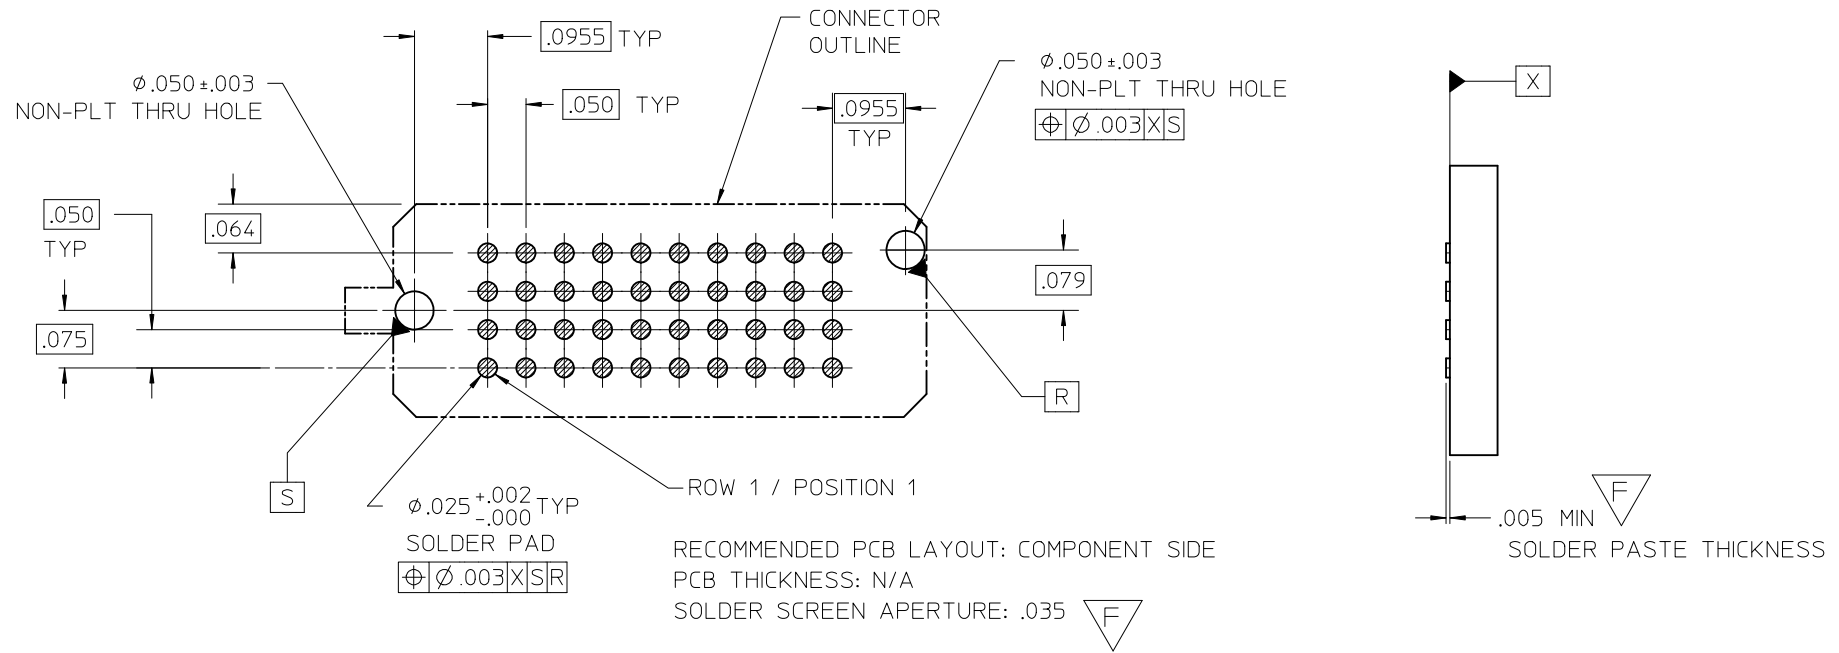 CONNECTOR
OUTLINE
.0955 TYP
⌀.050±.003
NON-PLT THRU HOLE
.050 TYP
.0955
TYP
⌀.050±.003
NON-PLT THRU HOLE
⌖ ⌀.003 X S
X
.050
TYP
.064
.079
.075
R
S
ROW 1 / POSITION 1
⌀.025 +.002 TYP
-.000
SOLDER PAD
⌖ ⌀.003 X S R
RECOMMENDED PCB LAYOUT: COMPONENT SIDE
PCB THICKNESS: N/A
SOLDER SCREEN APERTURE: .035 F
.005 MIN F
SOLDER PASTE THICKNESS